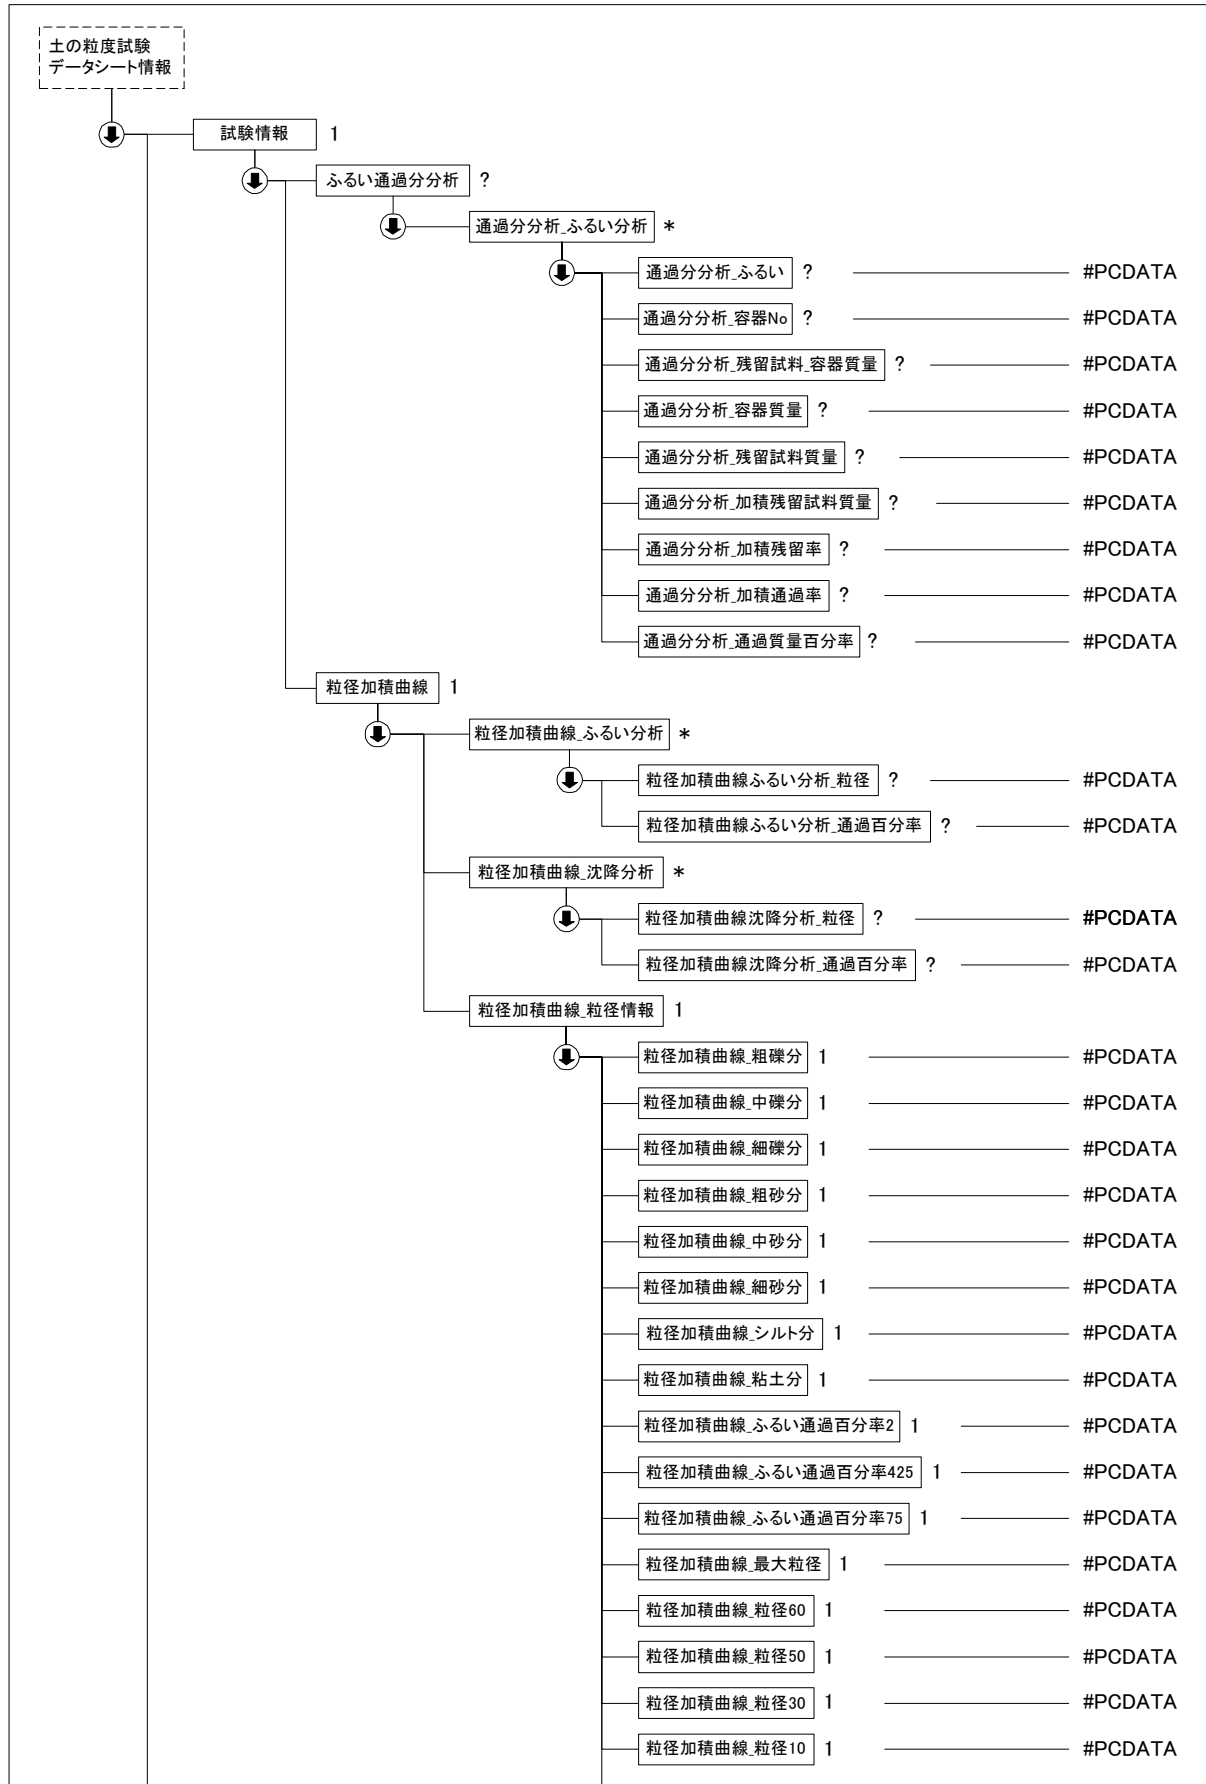 土の粒度試験
データシート情報
試験情報 1
ふるい通過分分析 ?
通過分分析_ふるい分析 *
通過分分析_ふるい ? #PCDATA
通過分分析_容器No ? #PCDATA
通過分分析_残留試料_容器質量 ? #PCDATA
通過分分析_容器質量 ? #PCDATA
通過分分析_残留試料質量 ? #PCDATA
通過分分析_加積残留試料質量 ? #PCDATA
通過分分析_加積残留率 ? #PCDATA
通過分分析_加積通過率 ? #PCDATA
通過分分析_通過質量百分率 ? #PCDATA
粒径加積曲線 1
粒径加積曲線_ふるい分析 *
粒径加積曲線ふるい分析_粒径 ? #PCDATA
粒径加積曲線ふるい分析_通過百分率 ? #PCDATA
粒径加積曲線_沈降分析 *
粒径加積曲線沈降分析_粒径 ? #PCDATA
粒径加積曲線沈降分析_通過百分率 ? #PCDATA
粒径加積曲線_粒径情報 1
粒径加積曲線_粗礫分 1 #PCDATA
粒径加積曲線_中礫分 1 #PCDATA
粒径加積曲線_細礫分 1 #PCDATA
粒径加積曲線_粗砂分 1 #PCDATA
粒径加積曲線_中砂分 1 #PCDATA
粒径加積曲線_細砂分 1 #PCDATA
粒径加積曲線_シルト分 1 #PCDATA
粒径加積曲線_粘土分 1 #PCDATA
粒径加積曲線_ふるい通過百分率2 1 #PCDATA
粒径加積曲線_ふるい通過百分率425 1 #PCDATA
粒径加積曲線_ふるい通過百分率75 1 #PCDATA
粒径加積曲線_最大粒径 1 #PCDATA
粒径加積曲線_粒径60 1 #PCDATA
粒径加積曲線_粒径50 1 #PCDATA
粒径加積曲線_粒径30 1 #PCDATA
粒径加積曲線_粒径10 1 #PCDATA